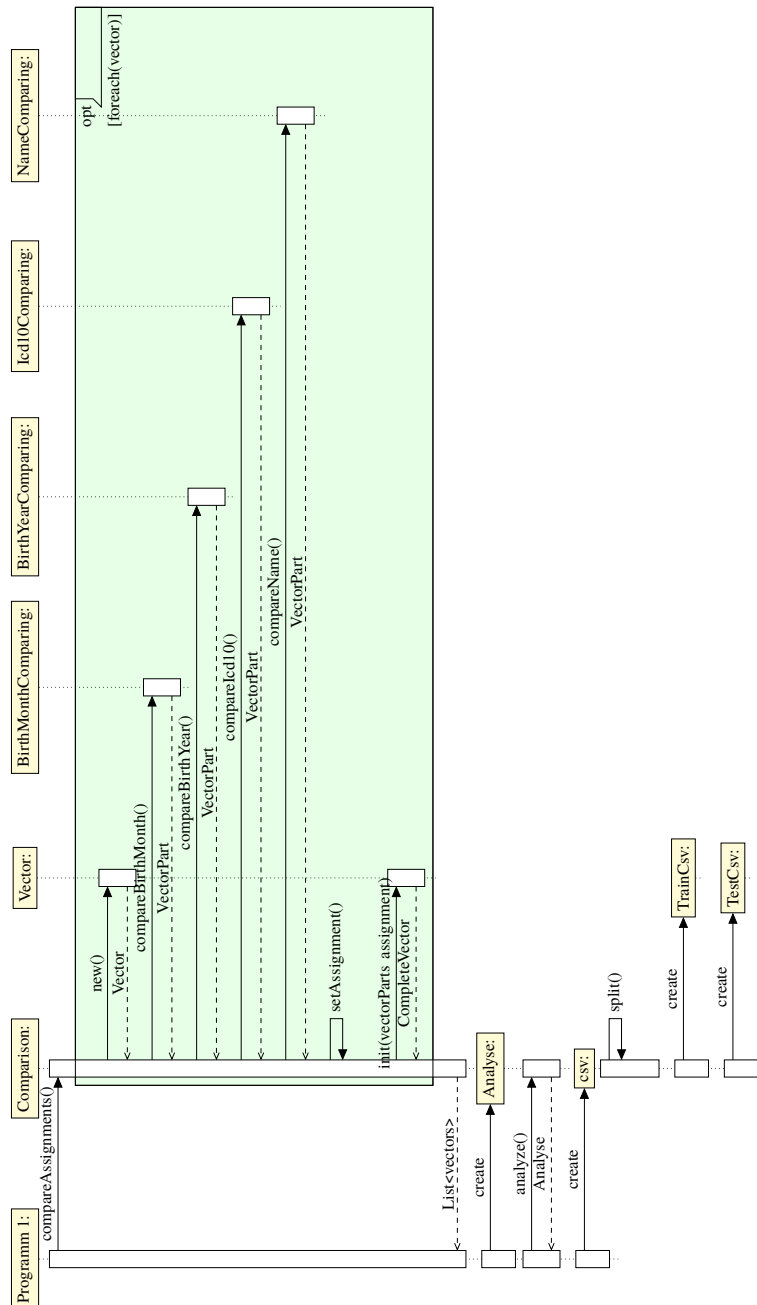 Programm 1:
Comparison:
Vector:
BirthMonthComparing:
BirthYearComparing:
Icd10Comparing:
NameComparing:
compareAssignments()
opt
[foreach(vector)]
new()
Vector
compareBirthMonth()
VectorPart
compareBirthYear()
VectorPart
compareIcd10()
VectorPart
compareName()
VectorPart
setAssignment()
init(vectorParts assignment)
CompleteVector
List<vectors>
create
Analyse:
analyze()
Analyse
create
csv:
split()
create
TrainCsv:
create
TestCsv: